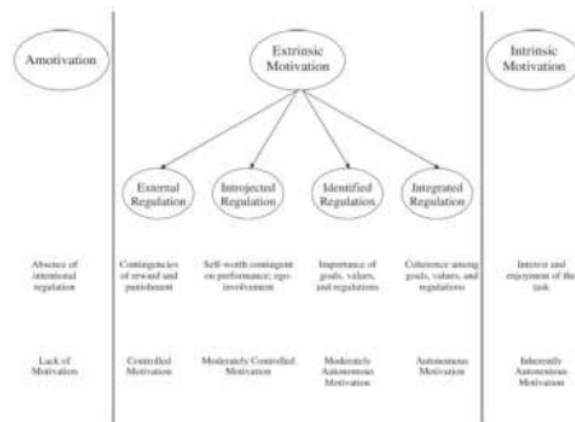 Amotivation
Extrinsic
Motivation
Intrinsic
Motivation
External
Regulation
Introjected
Regulation
Identified
Regulation
Integrated
Regulation
Absence of
intentional
regulation
Contingencies
of reward and
punishment
Self-worth contingent
on performance; ego-
involvement
Importance of
goals, values,
and regulations
Coherence among
goals, values, and
regulations
Interest and
enjoyment of the
task
Lack of
Motivation
Controlled
Motivation
Moderately Controlled
Motivation
Moderately
Autonomous
Motivation
Autonomous
Motivation
Inherently
Autonomous
Motivation